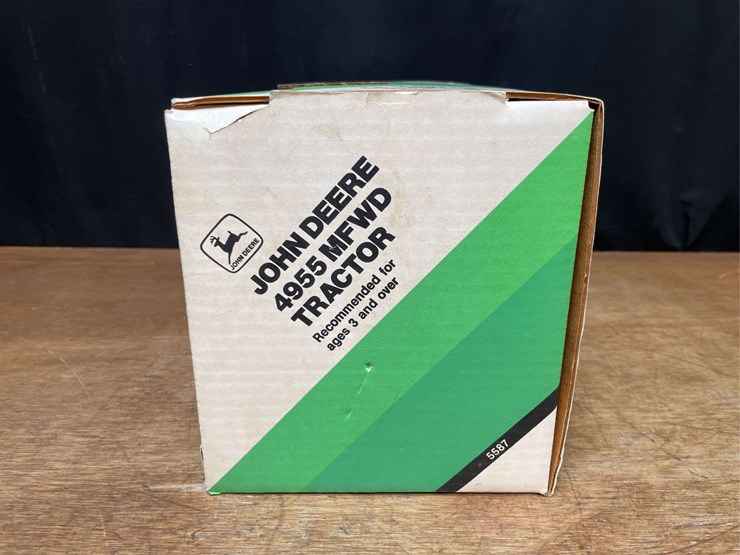 JOHN DEERE
JOHN DEERE
4955 MFWD
TRACTOR
Recommended for
ages 3 and over
5587